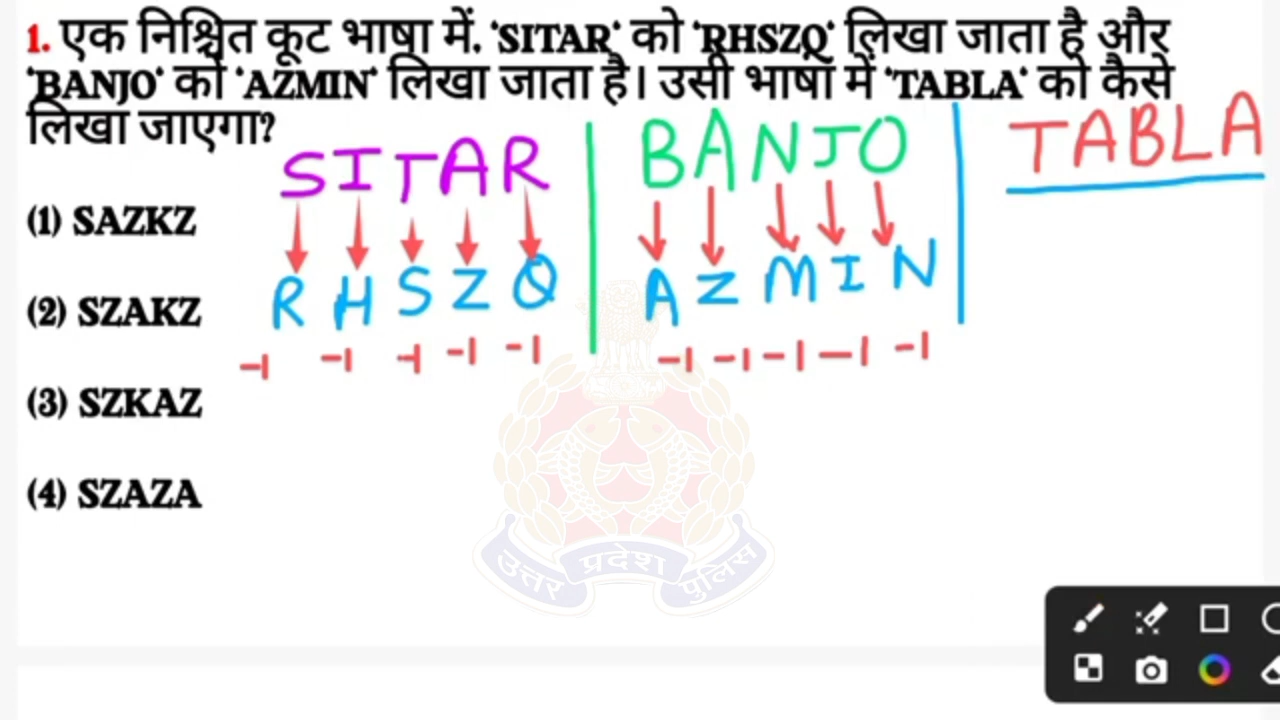 1. एक निश्चित कूट भाषा में. 'SITAR' को 'RHSZQ' लिखा जाता है और
'BANJO' को 'AZMIN' लिखा जाता है। उसी भाषा में 'TABLA' को कैसे
लिखा जाएगा?
SITAR
BANJO
TABLA
RHSZQ
AZMIN
-1 -1 -1 -1 -1
-1 -1 -1 -1 -1
(1) SAZKZ
(2) SZAKZ
(3) SZKAZ
(4) SZAZA
उत्तर प्रदेश पुलिस